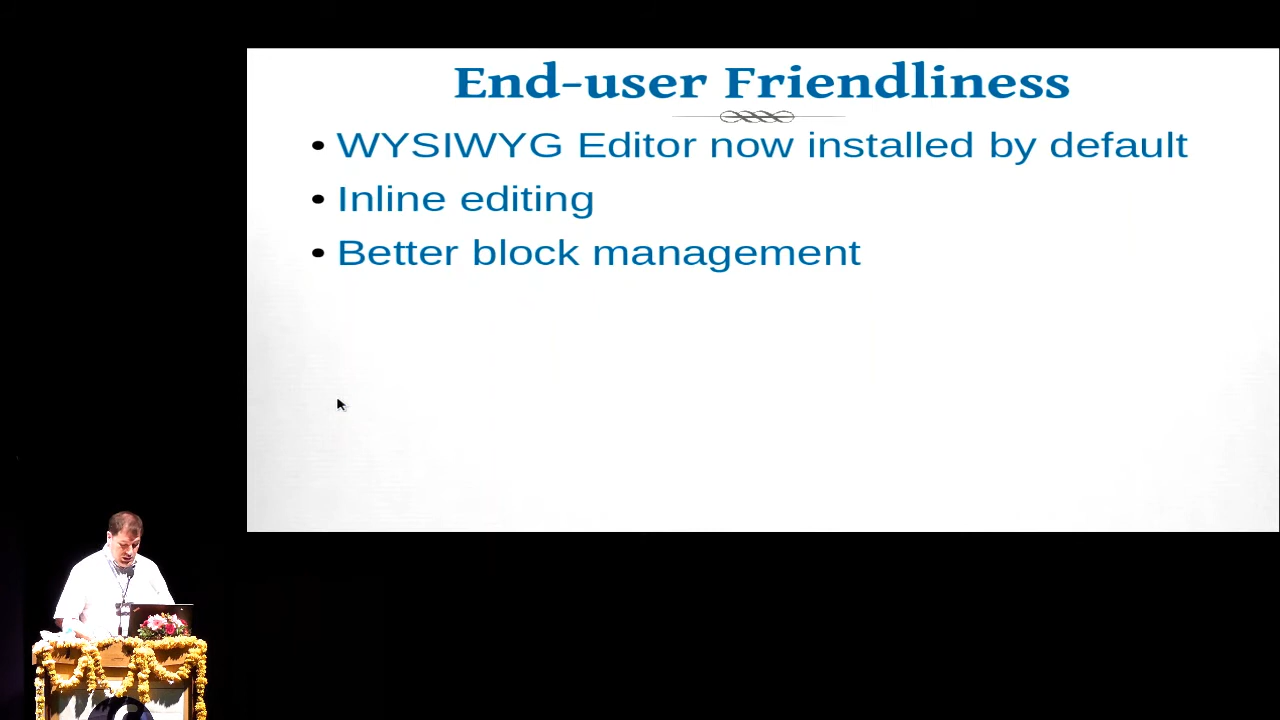 End-user Friendliness
WYSIWYG Editor now installed by default
Inline editing
Better block management